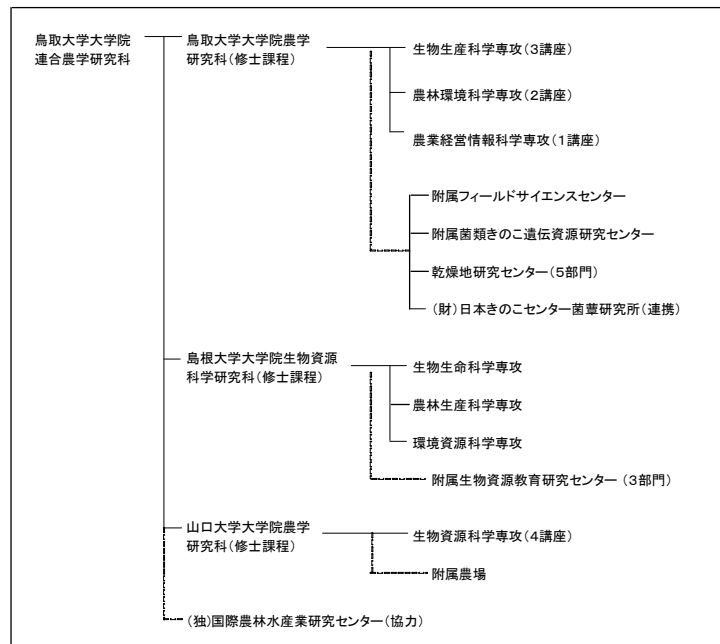 鳥取大学大学院
連合農学研究科
鳥取大学大学院農学
研究科(修士課程)
生物生産科学専攻(3講座)
農林環境科学専攻(2講座)
農業経営情報科学専攻(1講座)
附属フィールドサイエンスセンター
附属菌類きのこ遺伝資源研究センター
乾燥地研究センター(5部門)
(財)日本きのこセンター菌蕈研究所(連携)
島根大学大学院生物資源
科学研究科(修士課程)
生物生命科学専攻
農林生産科学専攻
環境資源科学専攻
附属生物資源教育研究センター (3部門)
山口大学大学院農学
研究科(修士課程)
生物資源科学専攻(4講座)
附属農場
(独)国際農林水産業研究センター(協力)